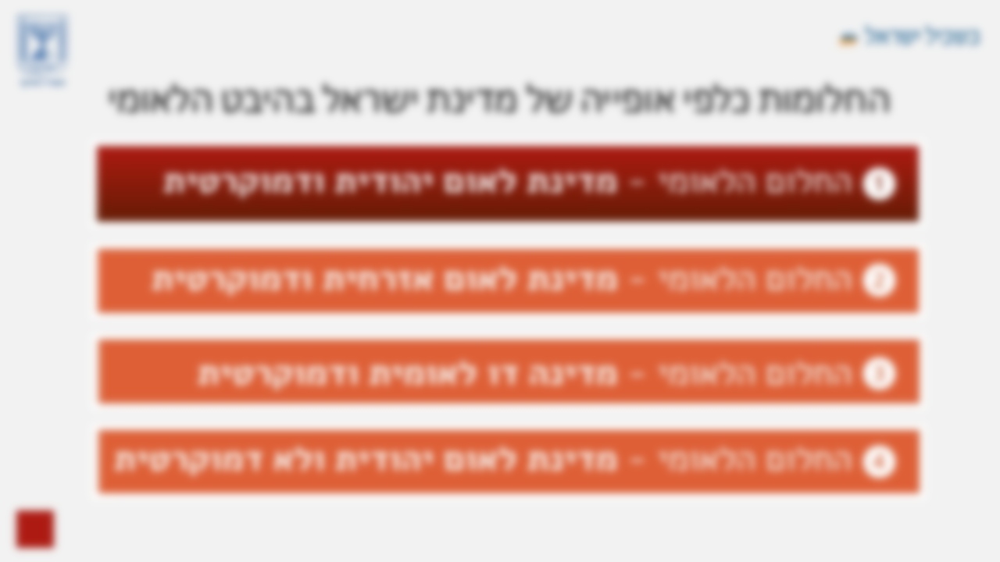 בשביל ישראל
החלומות כלפי אופייה של מדינת ישראל בהיבט הלאומי
1 החלום הלאומי - מדינת לאום יהודית ודמוקרטית
2 החלום הלאומי - מדינת לאום אזרחית ודמוקרטית
3 החלום הלאומי - מדינה דו לאומית ודמוקרטית
4 החלום הלאומי - מדינת לאום יהודית ולא דמוקרטית